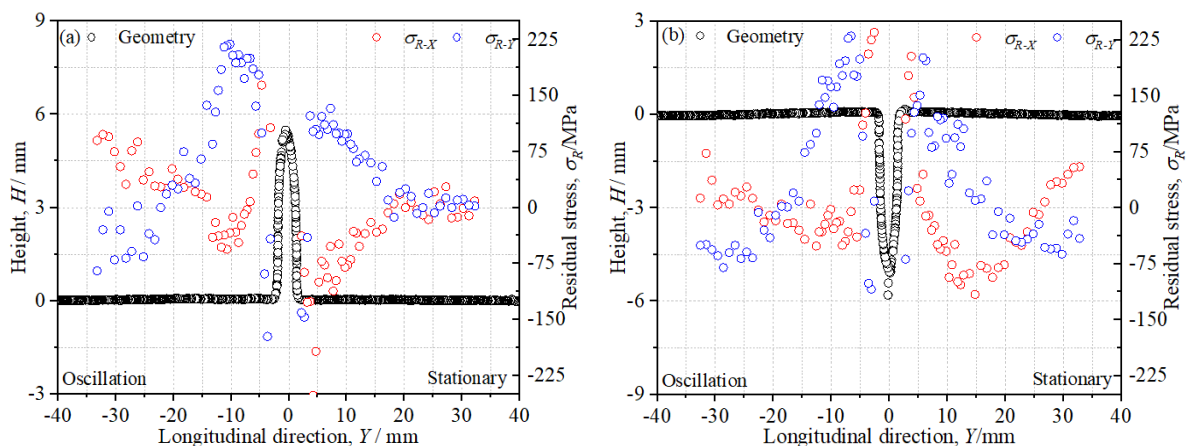 (a) Geometry σR-X σR-Y
Height, H / mm
9
6
3
0
-3
Residual stress, σR/MPa
225
150
75
0
-75
-150
-225
Oscillation Stationary
-40 -30 -20 -10 0 10 20 30 40
Longitudinal direction, Y / mm
(b) Geometry σR-X σR-Y
Height, H / mm
3
0
-3
-6
-9
Residual stress, σR/MPa
225
150
75
0
-75
-150
-225
Oscillation Stationary
-40 -30 -20 -10 0 10 20 30 40
Longitudinal direction, Y/mm